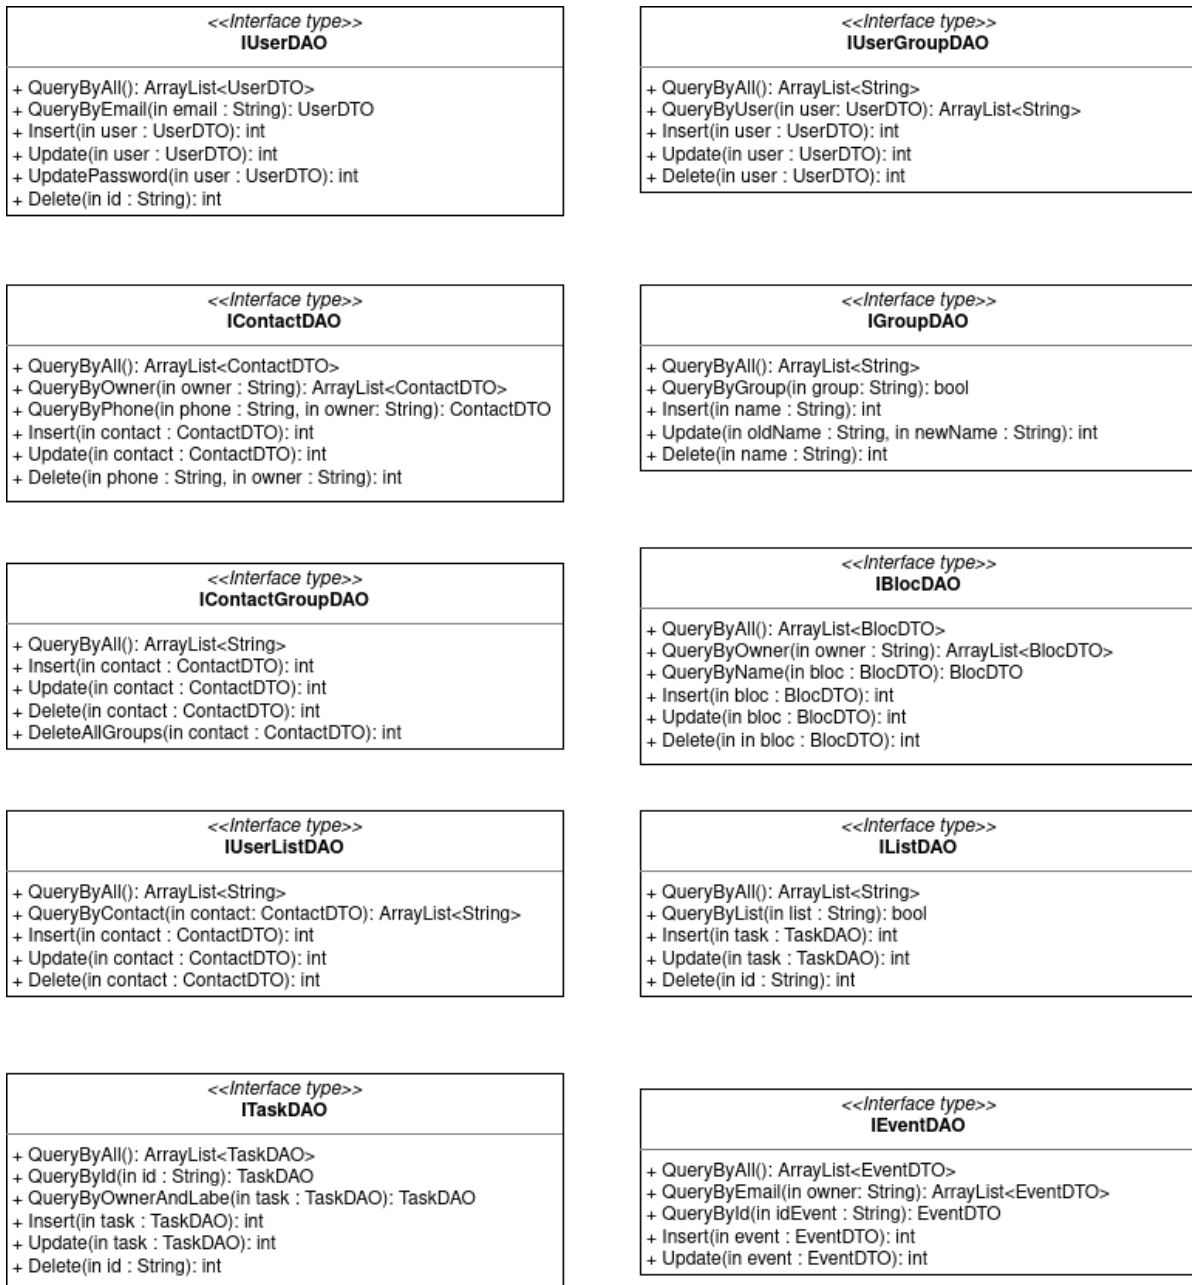 <<Interface type>>
IUserDAO
+ QueryByAll(): ArrayList<UserDTO>
+ QueryByEmail(in email : String): UserDTO
+ Insert(in user : UserDTO): int
+ Update(in user : UserDTO): int
+ UpdatePassword(in user : UserDTO): int
+ Delete(in id : String): int
<<Interface type>>
IUserGroupDAO
+ QueryByAll(): ArrayList<String>
+ QueryByUser(in user: UserDTO): ArrayList<String>
+ Insert(in user : UserDTO): int
+ Update(in user : UserDTO): int
+ Delete(in user : UserDTO): int
<<Interface type>>
IContactDAO
+ QueryByAll(): ArrayList<ContactDTO>
+ QueryByOwner(in owner : String): ArrayList<ContactDTO>
+ QueryByPhone(in phone : String, in owner: String): ContactDTO
+ Insert(in contact : ContactDTO): int
+ Update(in contact : ContactDTO): int
+ Delete(in phone : String, in owner : String): int
<<Interface type>>
IGroupDAO
+ QueryByAll(): ArrayList<String>
+ QueryByGroup(in group: String): bool
+ Insert(in name : String): int
+ Update(in oldName : String, in newName : String): int
+ Delete(in name : String): int
<<Interface type>>
IContactGroupDAO
+ QueryByAll(): ArrayList<String>
+ Insert(in contact : ContactDTO): int
+ Update(in contact : ContactDTO): int
+ Delete(in contact : ContactDTO): int
+ DeleteAllGroups(in contact : ContactDTO): int
<<Interface type>>
IBlocDAO
+ QueryByAll(): ArrayList<BlocDTO>
+ QueryByOwner(in owner : String): ArrayList<BlocDTO>
+ QueryByName(in bloc : BlocDTO): BlocDTO
+ Insert(in bloc : BlocDTO): int
+ Update(in bloc : BlocDTO): int
+ Delete(in in bloc : BlocDTO): int
<<Interface type>>
IUserListDAO
+ QueryByAll(): ArrayList<String>
+ QueryByContact(in contact: ContactDTO): ArrayList<String>
+ Insert(in contact : ContactDTO): int
+ Update(in contact : ContactDTO): int
+ Delete(in contact : ContactDTO): int
<<Interface type>>
IListDAO
+ QueryByAll(): ArrayList<String>
+ QueryByList(in list : String): bool
+ Insert(in task : TaskDAO): int
+ Update(in task : TaskDAO): int
+ Delete(in id : String): int
<<Interface type>>
ITaskDAO
+ QueryByAll(): ArrayList<TaskDAO>
+ QueryById(in id : String): TaskDAO
+ QueryByOwnerAndLabe(in task : TaskDAO): TaskDAO
+ Insert(in task : TaskDAO): int
+ Update(in task : TaskDAO): int
+ Delete(in id : String): int
<<Interface type>>
IEventDAO
+ QueryByAll(): ArrayList<EventDTO>
+ QueryByEmail(in owner: String): ArrayList<EventDTO>
+ QueryById(in idEvent : String): EventDTO
+ Insert(in event : EventDTO): int
+ Update(in event : EventDTO): int